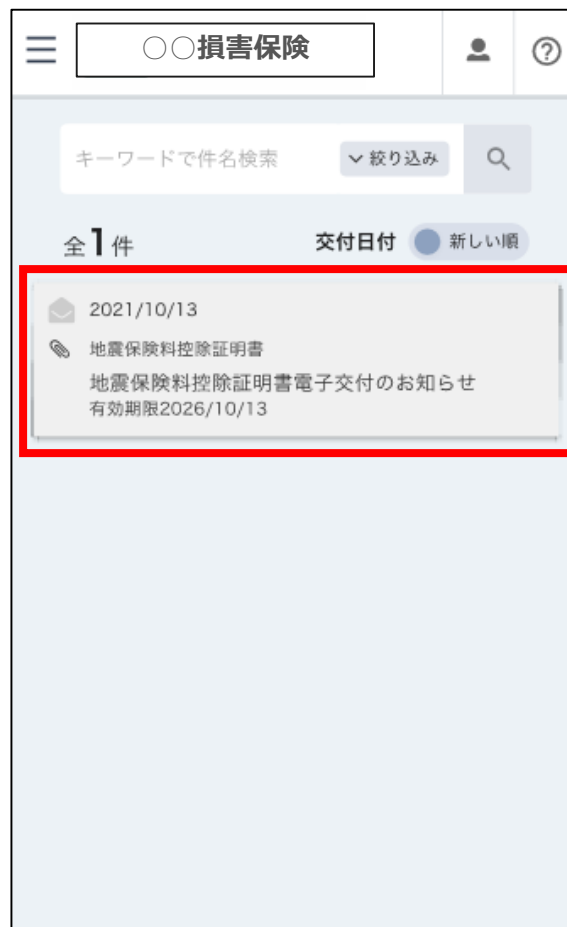 ○○損害保険
キーワードで件名検索
絞り込み
全1件
交付日付 新しい順
2021/10/13
地震保険料控除証明書
地震保険料控除証明書電子交付のお知らせ
有効期限2026/10/13